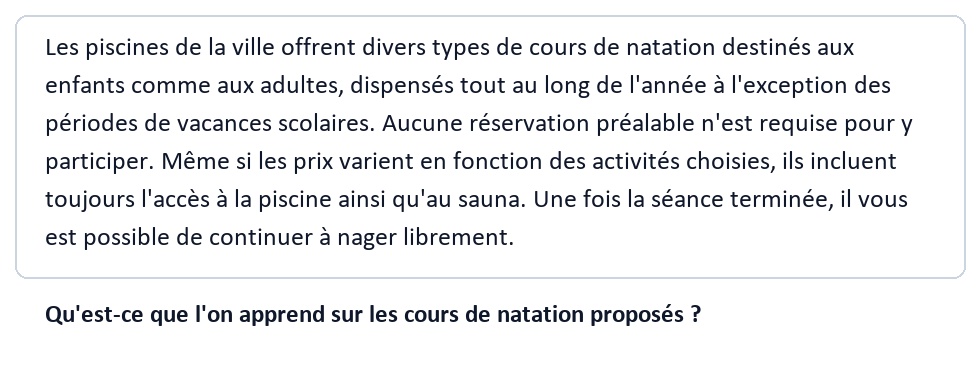 Les piscines de la ville offrent divers types de cours de natation destinés aux
enfants comme aux adultes, dispensés tout au long de l'année à l'exception des
périodes de vacances scolaires. Aucune réservation préalable n'est requise pour y
participer. Même si les prix varient en fonction des activités choisies, ils incluent
toujours l'accès à la piscine ainsi qu'au sauna. Une fois la séance terminée, il vous
est possible de continuer à nager librement.
Qu'est-ce que l'on apprend sur les cours de natation proposés ?